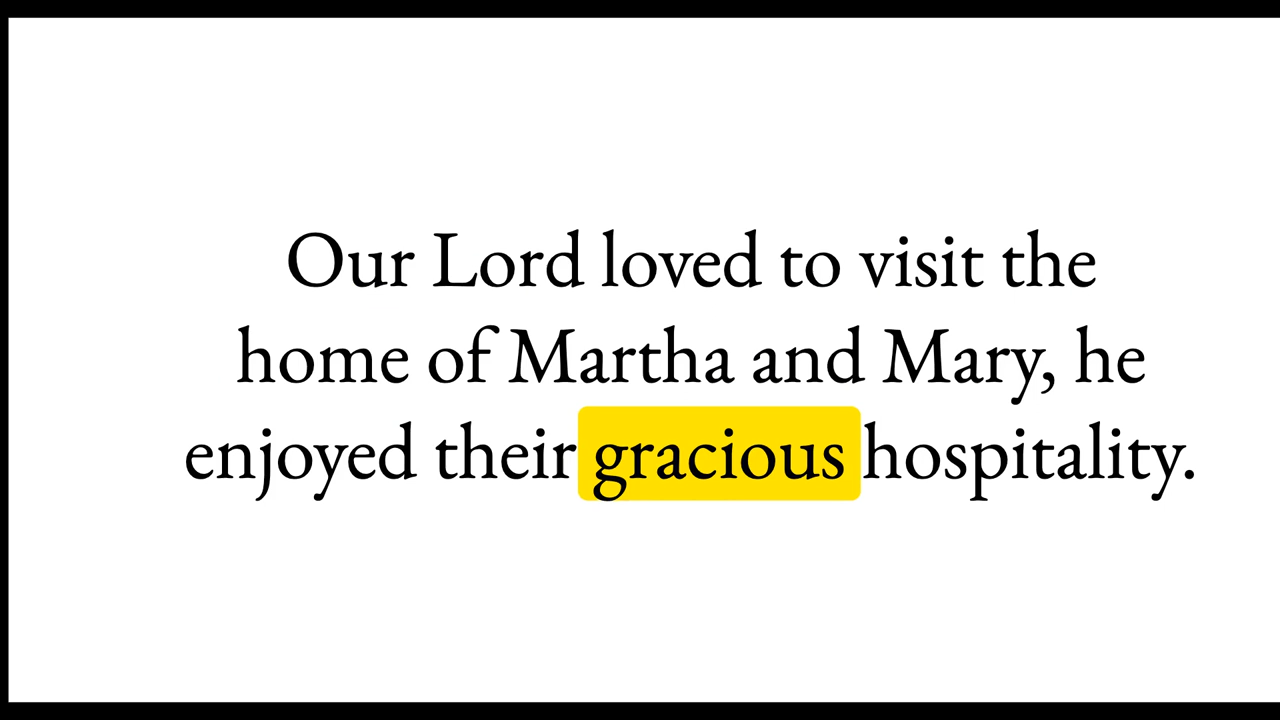 Our Lord loved to visit the
home of Martha and Mary, he
enjoyed their gracious hospitality.